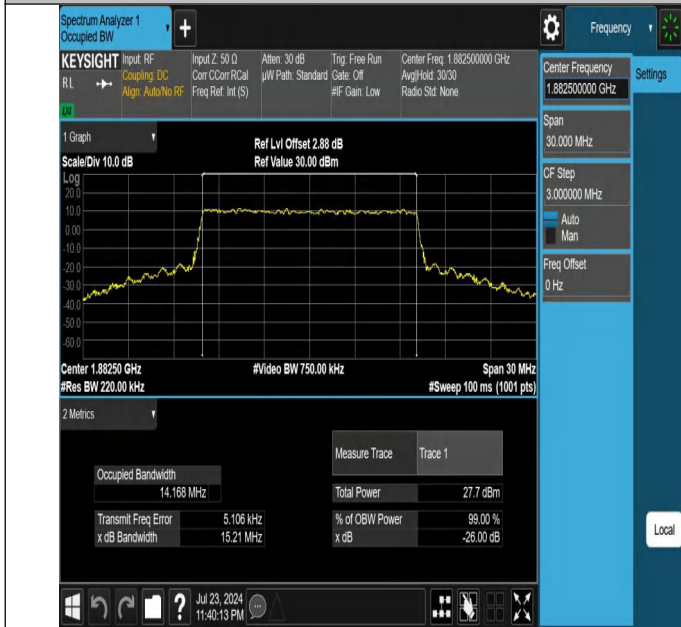 Spectrum Analyzer 1
Occupied BW
+
Frequency
KEYSIGHT
RL
LXI
Input: RF
Coupling: DC
Align: Auto/No RF
Input Z: 50 Ω
Corr CCorr RCal
Freq Ref: Int (S)
Atten: 30 dB
µW Path: Standard
Trig: Free Run
Gate: Off
#IF Gain: Low
Center Freq: 1.882500000 GHz
Avg|Hold: 30/30
Radio Std: None
Center Frequency
1.882500000 GHz
Settings
Span
30.000 MHz
CF Step
3.000000 MHz
Auto
Man
Freq Offset
0 Hz
Local
1 Graph
Scale/Div 10.0 dB
Ref Lvl Offset 2.88 dB
Ref Value 30.00 dBm
Log
20.0
10.0
0.00
-10.0
-20.0
-30.0
-40.0
-50.0
-60.0
Center 1.88250 GHz
#Video BW 750.00 kHz
Span 30 MHz
#Res BW 220.00 kHz
#Sweep 100 ms (1001 pts)
2 Metrics
Measure Trace Trace 1
Occupied Bandwidth
14.168 MHz
Total Power 27.7 dBm
Transmit Freq Error 5.106 kHz
% of OBW Power 99.00 %
x dB Bandwidth 15.21 MHz
x dB -26.00 dB
?
Jul 23, 2024
11:40:13 PM